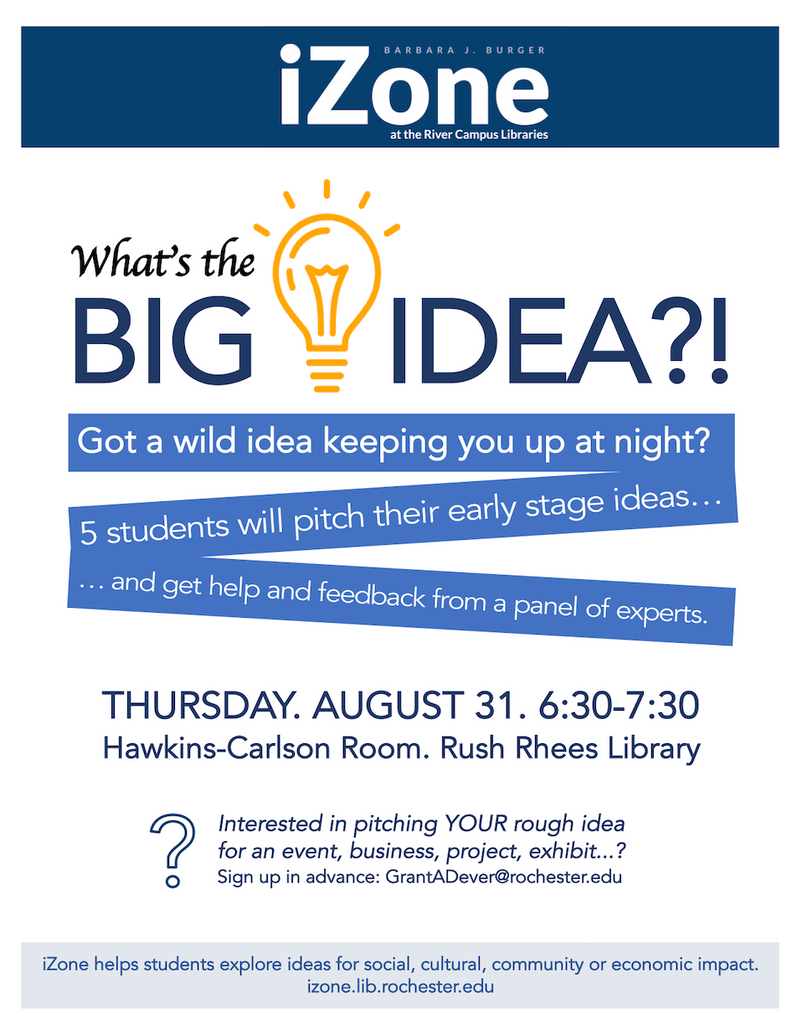 BARBARA J. BURGER
iZone
at the River Campus Libraries
What's the
BIG IDEA?!
Got a wild idea keeping you up at night?
5 students will pitch their early stage ideas...
... and get help and feedback from a panel of experts.
THURSDAY. AUGUST 31. 6:30-7:30
Hawkins-Carlson Room. Rush Rhees Library
?
Interested in pitching YOUR rough idea
for an event, business, project, exhibit...?
Sign up in advance: GrantADever@rochester.edu
iZone helps students explore ideas for social, cultural, community or economic impact.
izone.lib.rochester.edu